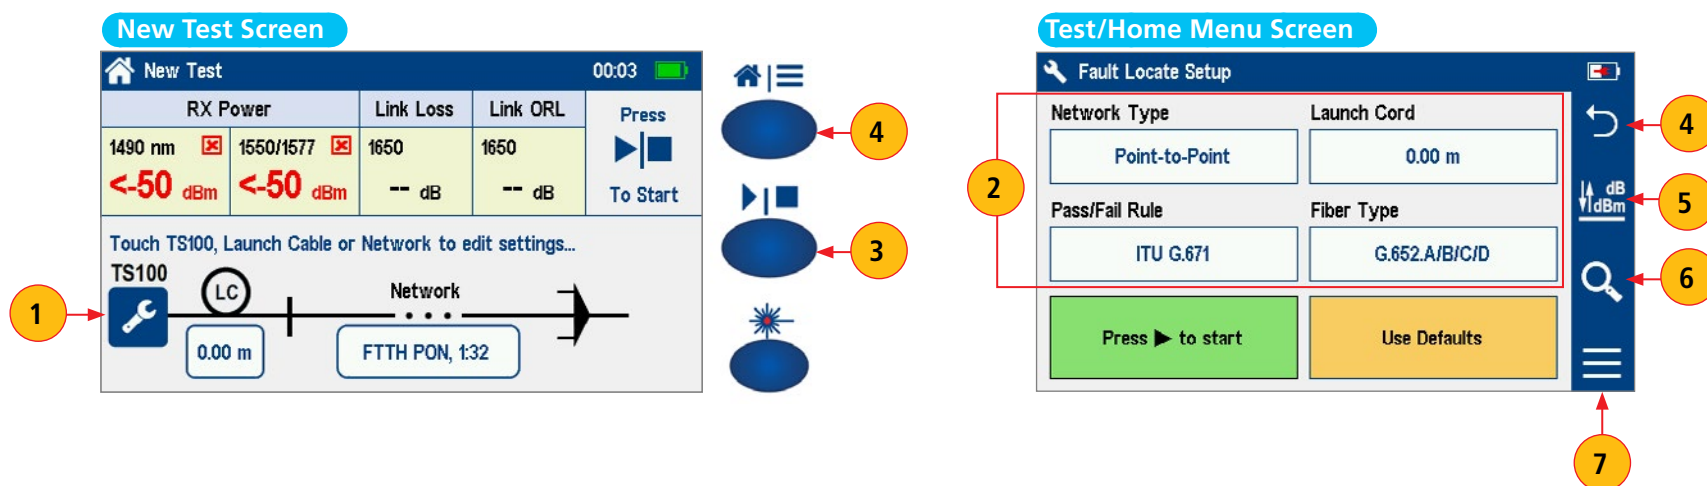 New Test Screen
New Test
00:03
RX Power
Link Loss
Link ORL
Press
1490 nm
1550/1577
1650
1650
<-50 dBm
<-50 dBm
-- dB
-- dB
To Start
Touch TS100, Launch Cable or Network to edit settings...
TS100
LC
Network
0.00 m
FTTH PON, 1:32
1
4
3
Test/Home Menu Screen
Fault Locate Setup
Network Type
Launch Cord
Point-to-Point
0.00 m
Pass/Fail Rule
Fiber Type
ITU G.671
G.652.A/B/C/D
Press ▶ to start
Use Defaults
2
4
dB
dBm
5
6
7